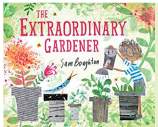 THE
EXTRAORDINARY
GARDENER
Sam Boughton